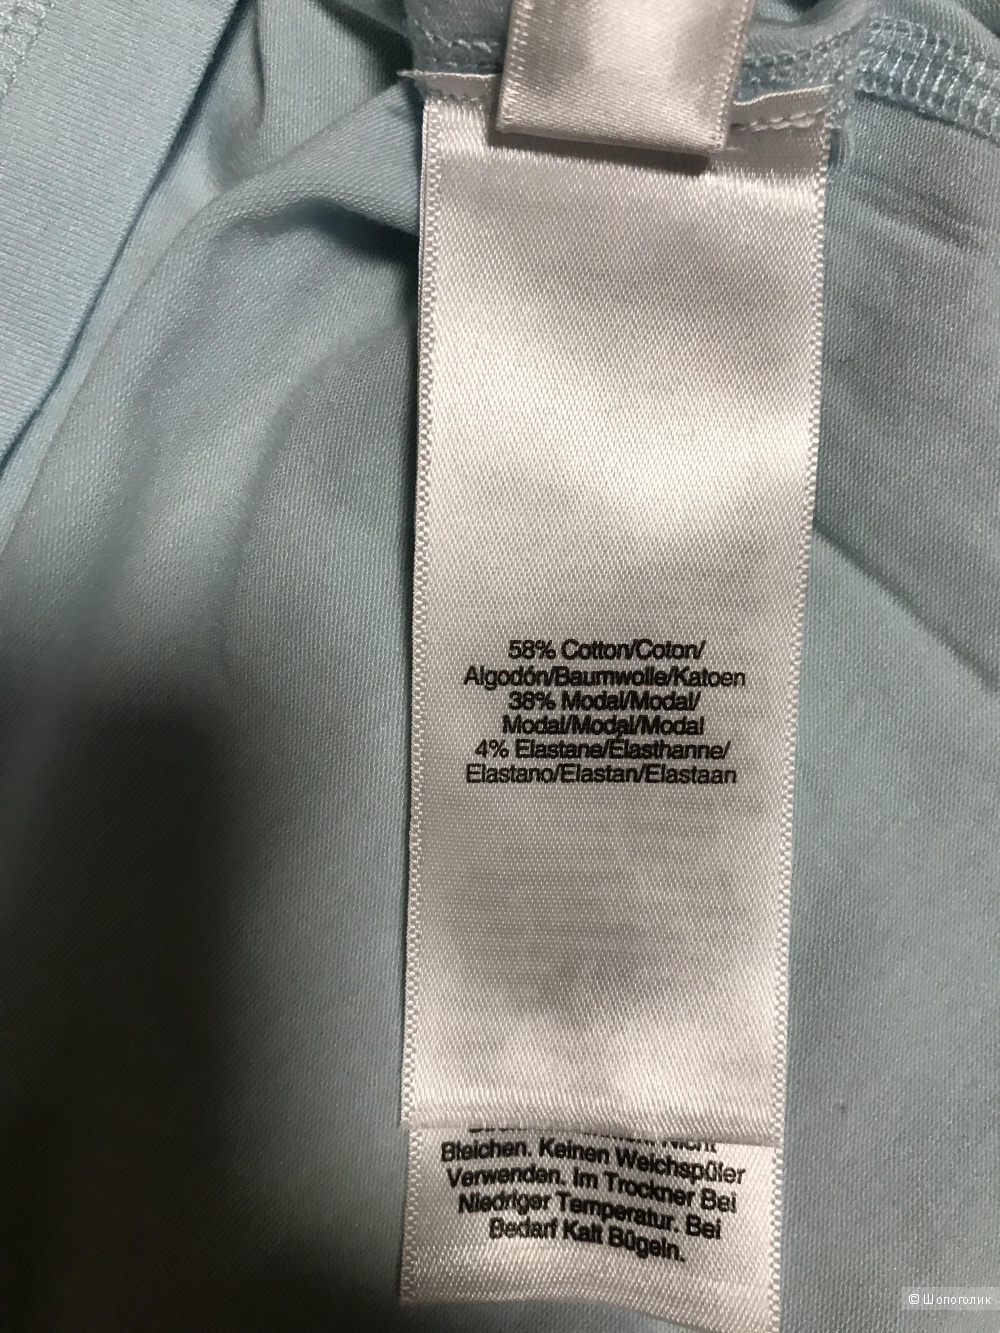 58% Cotton/Coton/
Algodón/Baumwolle/Katoen
38% Modal/Modal/
Modal/Modal/Modal
4% Elastane/Élasthanne/
Elastano/Elastan/Elastaan
Nicht
Bleichen. Keinen Weichspüler
Verwenden. Im Trockner Bei
Niedriger Temperatur. Bei
Bedarf Kalt Bügeln.
© Шопоголик